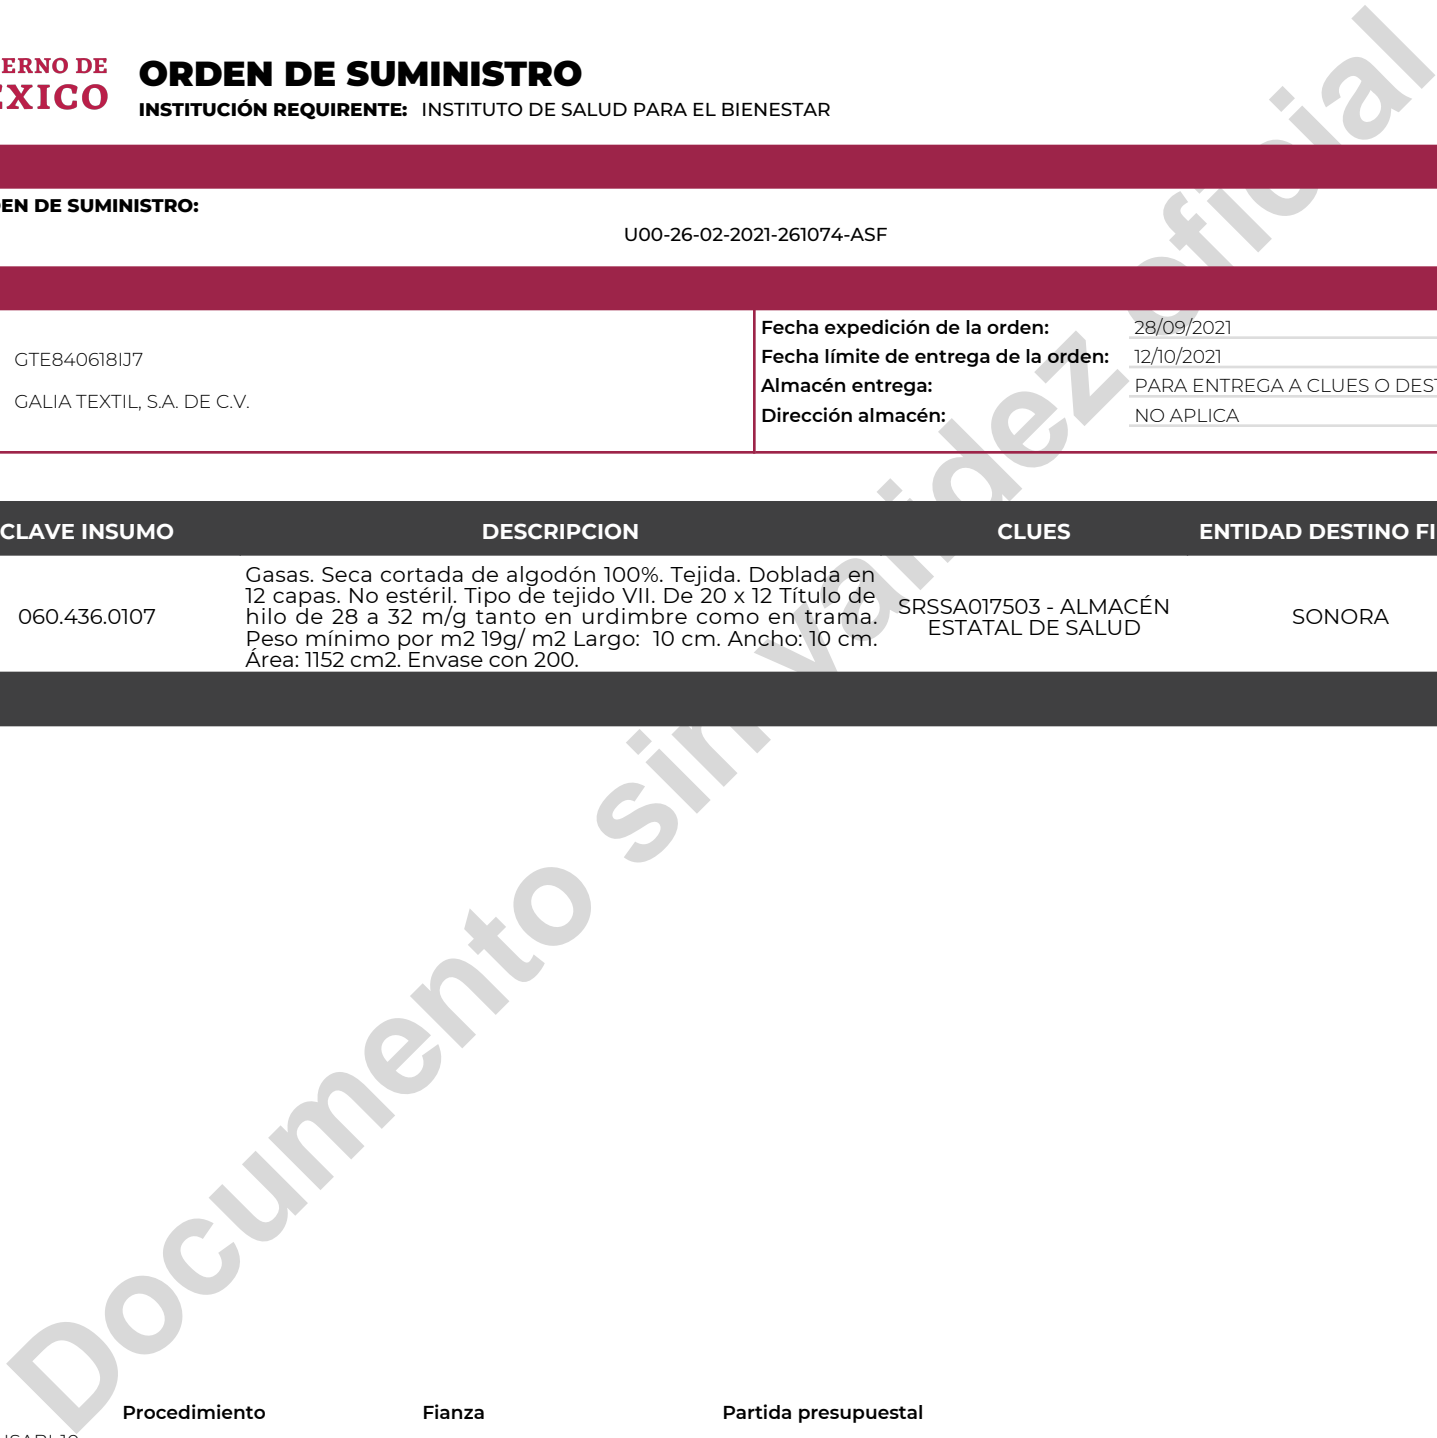 ERNO DE
EXICO
ORDEN DE SUMINISTRO
INSTITUCIÓN REQUIRENTE: INSTITUTO DE SALUD PARA EL BIENESTAR
EN DE SUMINISTRO:
U00-26-02-2021-261074-ASF
GTE840618IJ7
GALIA TEXTIL, S.A. DE C.V.
Fecha expedición de la orden: 28/09/2021
Fecha límite de entrega de la orden: 12/10/2021
Almacén entrega: PARA ENTREGA A CLUES O DEST
Dirección almacén: NO APLICA
CLAVE INSUMO DESCRIPCION CLUES ENTIDAD DESTINO FI
060.436.0107
Gasas. Seca cortada de algodón 100%. Tejida. Doblada en
12 capas. No estéril. Tipo de tejido VII. De 20 x 12 Título de
hilo de 28 a 32 m/g tanto en urdimbre como en trama.
Peso mínimo por m2 19g/ m2 Largo: 10 cm. Ancho: 10 cm.
Área: 1152 cm2. Envase con 200.
SRSSA017503 - ALMACÉN
ESTATAL DE SALUD
SONORA
Documento sin validez oficial
Procedimiento Fianza Partida presupuestal